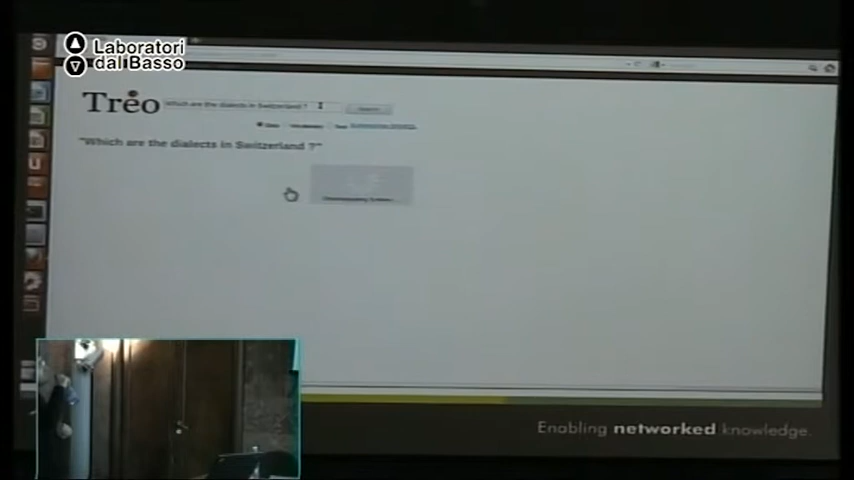 Laboratori
dal Basso
Treo
Which are the dialects in Switzerland ?
Search
"Which are the dialects in Switzerland ?"
Enabling networked knowledge.